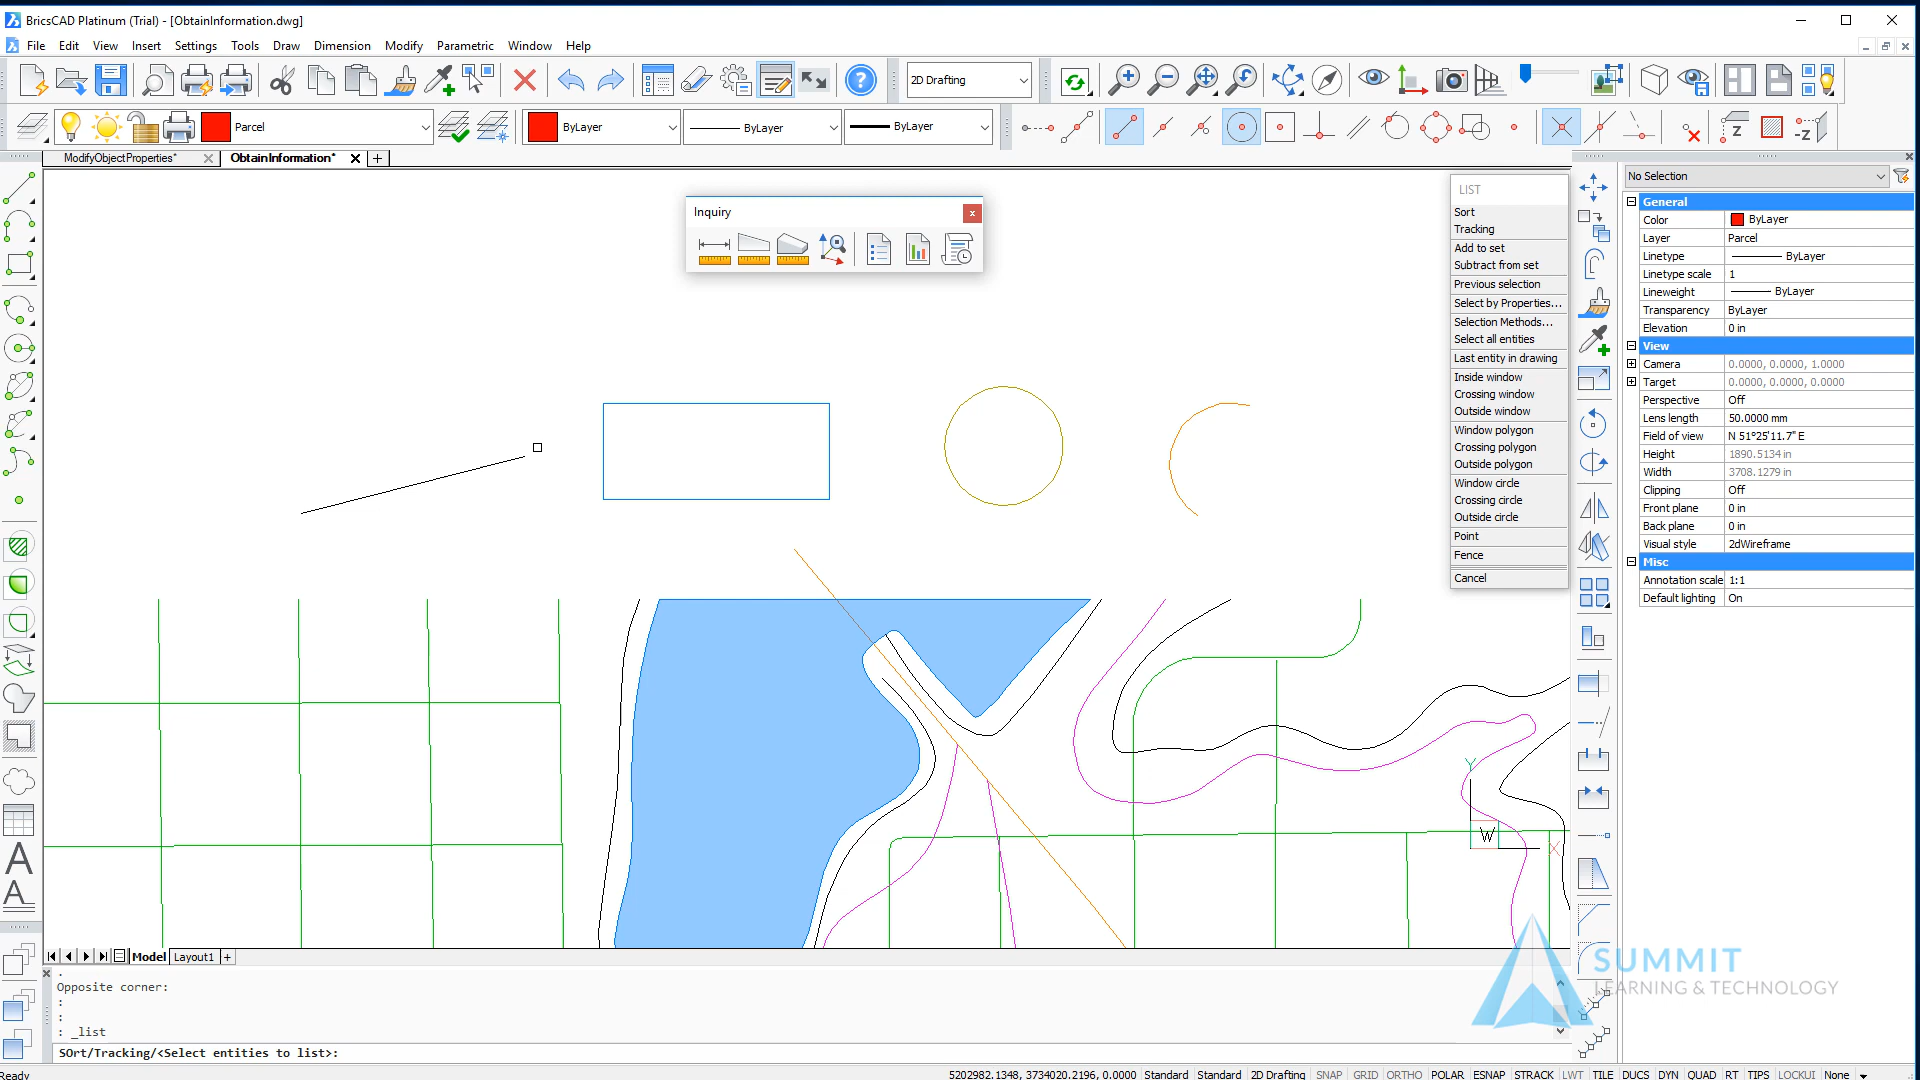 BricsCAD Platinum (Trial) - [ObtainInformation.dwg]
File Edit View Insert Settings Tools Draw Dimension Modify Parametric Window Help
2D Drafting
Parcel ByLayer ByLayer ByLayer
ModifyObjectProperties* ObtainInformation*
No Selection
Inquiry
LIST
Sort
Tracking
Add to set
Subtract from set
Previous selection
Select by Properties...
Selection Methods...
Select all entities
Last entity in drawing
Inside window
Crossing window
Outside window
Window polygon
Crossing polygon
Outside polygon
Window circle
Crossing circle
Outside circle
Point
Fence
Cancel
General
Color ByLayer
Layer Parcel
Linetype ByLayer
Linetype scale 1
Lineweight ByLayer
Transparency ByLayer
Elevation 0 in
View
Camera 0.0000, 0.0000, 1.0000
Target 0.0000, 0.0000, 0.0000
Perspective Off
Lens length 50.0000 mm
Field of view N 51°25'11.7" E
Height 1890.5134 in
Width 3708.1279 in
Clipping Off
Front plane 0 in
Back plane 0 in
Visual style 2dWireframe
Misc
Annotation scale 1:1
Default lighting On
Y
W
X
Model Layout1 +
SUMMIT
LEARNING & TECHNOLOGY
Opposite corner:
:
:
: _list
SOrt/Tracking/<Select entities to list>:
Ready 5202982.1348, 3734020.2196, 0.0000 Standard Standard 2D Drafting SNAP GRID ORTHO POLAR ESNAP STRACK LWT TILE DUCS DYN QUAD RT TIPS LOCKUI None